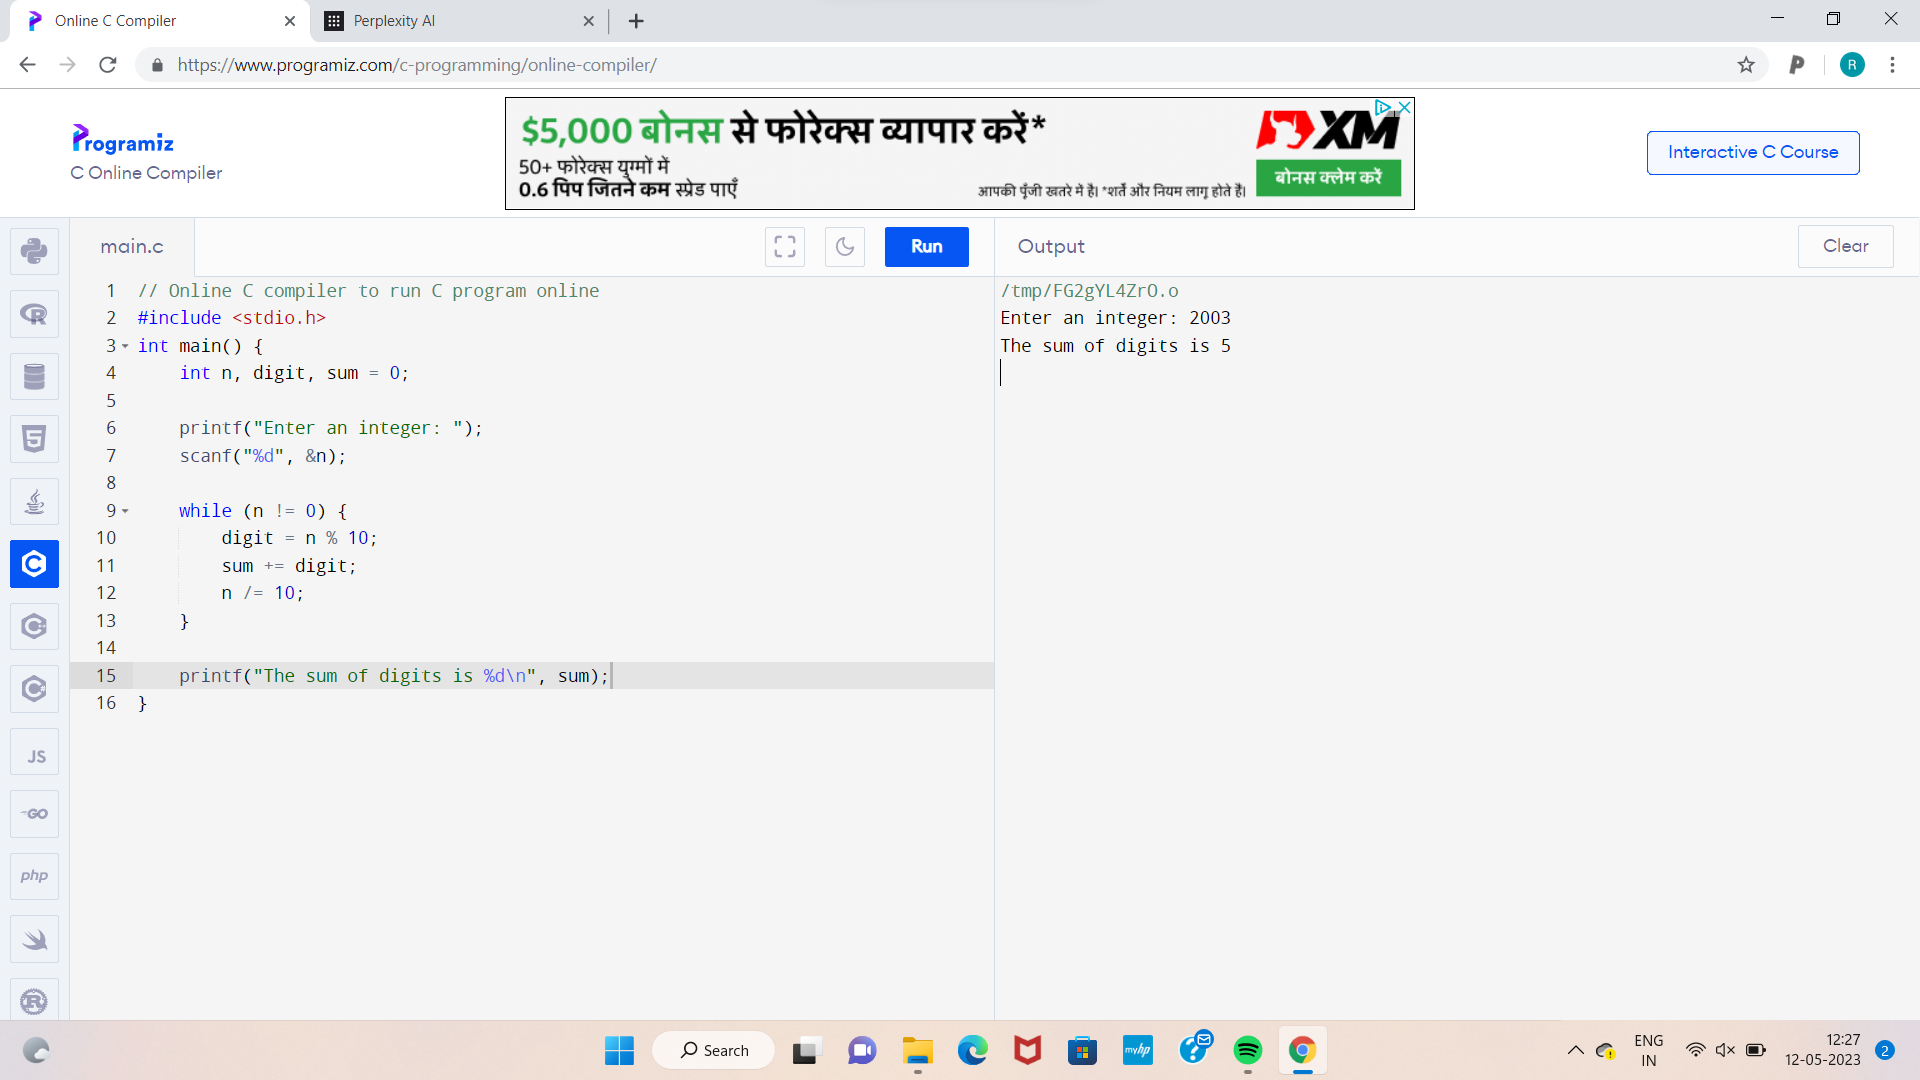 Online C Compiler
Perplexity AI
https://www.programiz.com/c-programming/online-compiler/
R
Programiz
C Online Compiler
$5,000 बोनस से फोरेक्स व्यापार करें*
50+ फोरेक्स युग्मों में
0.6 पिप जितने कम स्प्रेड पाएँ
आपकी पूँजी खतरे में है। *शर्तें और नियम लागू होते हैं।
XM
बोनस क्लेम करें
Interactive C Course
main.c
Run
Output
Clear
1 // Online C compiler to run C program online
2 #include <stdio.h>
3 int main() {
4     int n, digit, sum = 0;
5
6     printf("Enter an integer: ");
7     scanf("%d", &n);
8
9     while (n != 0) {
10         digit = n % 10;
11         sum += digit;
12         n /= 10;
13     }
14
15     printf("The sum of digits is %d\n", sum);
16 }
/tmp/FG2gYL4ZrO.o
Enter an integer: 2003
The sum of digits is 5
JS
GO
php
Search
myhp
ENG
IN
12:27
12-05-2023
2